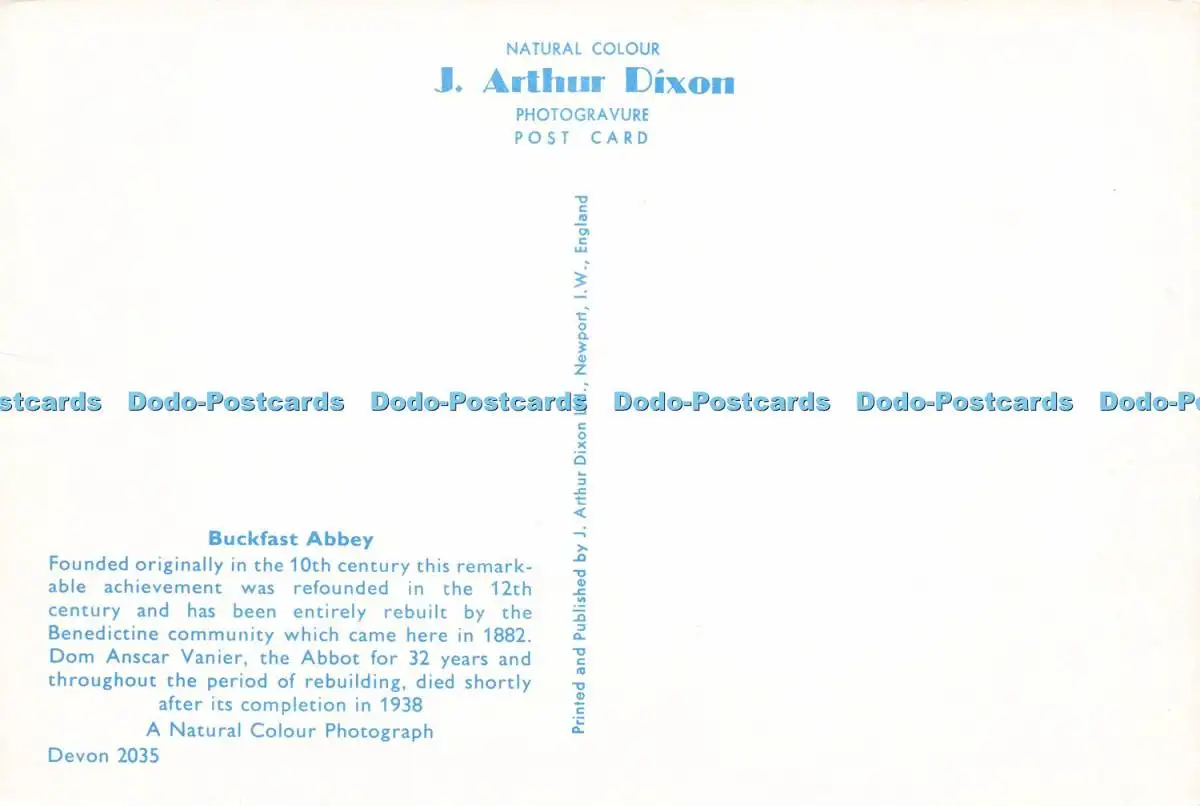 NATURAL COLOUR
J. Arthur Dixon
PHOTOGRAVURE
POST CARD
Printed and Published by J. Arthur Dixon Ltd., Newport, I.W., England
stcards Dodo-Postcards Dodo-Postcards Dodo-Postcards Dodo-Postcards Dodo-P
Buckfast Abbey
Founded originally in the 10th century this remark-
able achievement was refounded in the 12th
century and has been entirely rebuilt by the
Benedictine community which came here in 1882.
Dom Anscar Vanier, the Abbot for 32 years and
throughout the period of rebuilding, died shortly
after its completion in 1938
A Natural Colour Photograph
Devon 2035